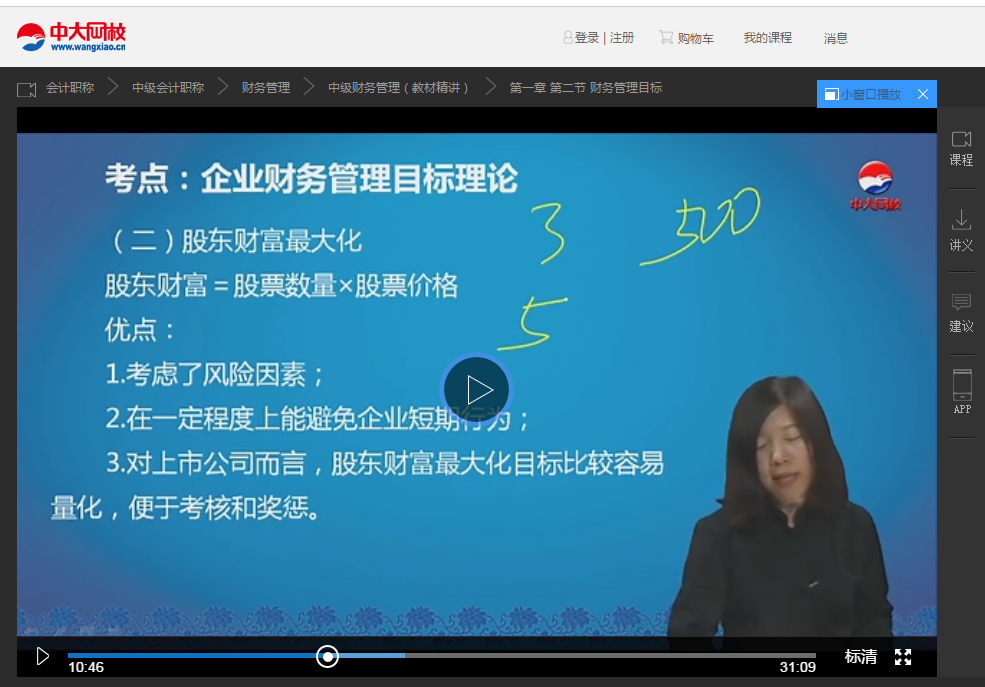 中大网校
www.wangxiao.cn
登录 | 注册
购物车
我的课程
消息
会计职称
中级会计职称
财务管理
中级财务管理（教材精讲）
第一章 第二节 财务管理目标
小窗口播放
考点：企业财务管理目标理论
中大网校
（二）股东财富最大化
3
500
股东财富＝股票数量×股票价格
优点：
5
1.考虑了风险因素；
2.在一定程度上能避免企业短期行为；
3.对上市公司而言，股东财富最大化目标比较容易
量化，便于考核和奖惩。
课程
讲义
建议
APP
10:46
31:09
标清